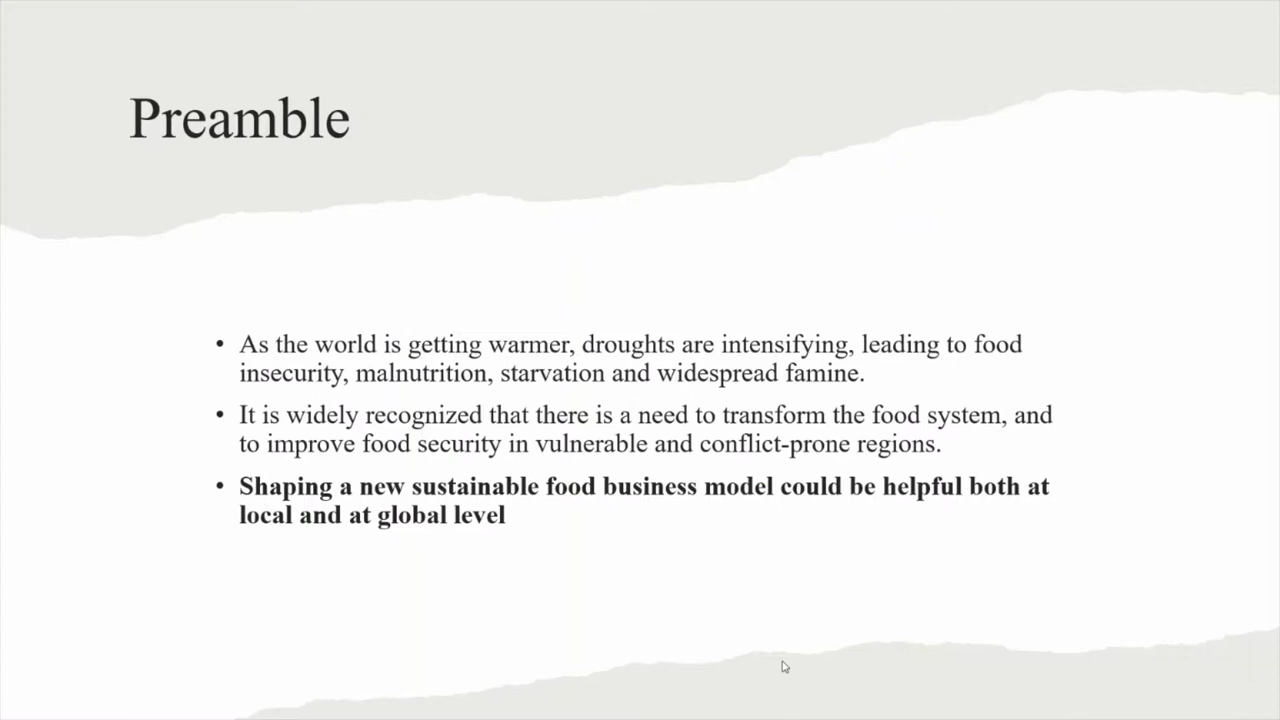 Preamble
• As the world is getting warmer, droughts are intensifying, leading to food
insecurity, malnutrition, starvation and widespread famine.
• It is widely recognized that there is a need to transform the food system, and
to improve food security in vulnerable and conflict-prone regions.
• Shaping a new sustainable food business model could be helpful both at
local and at global level